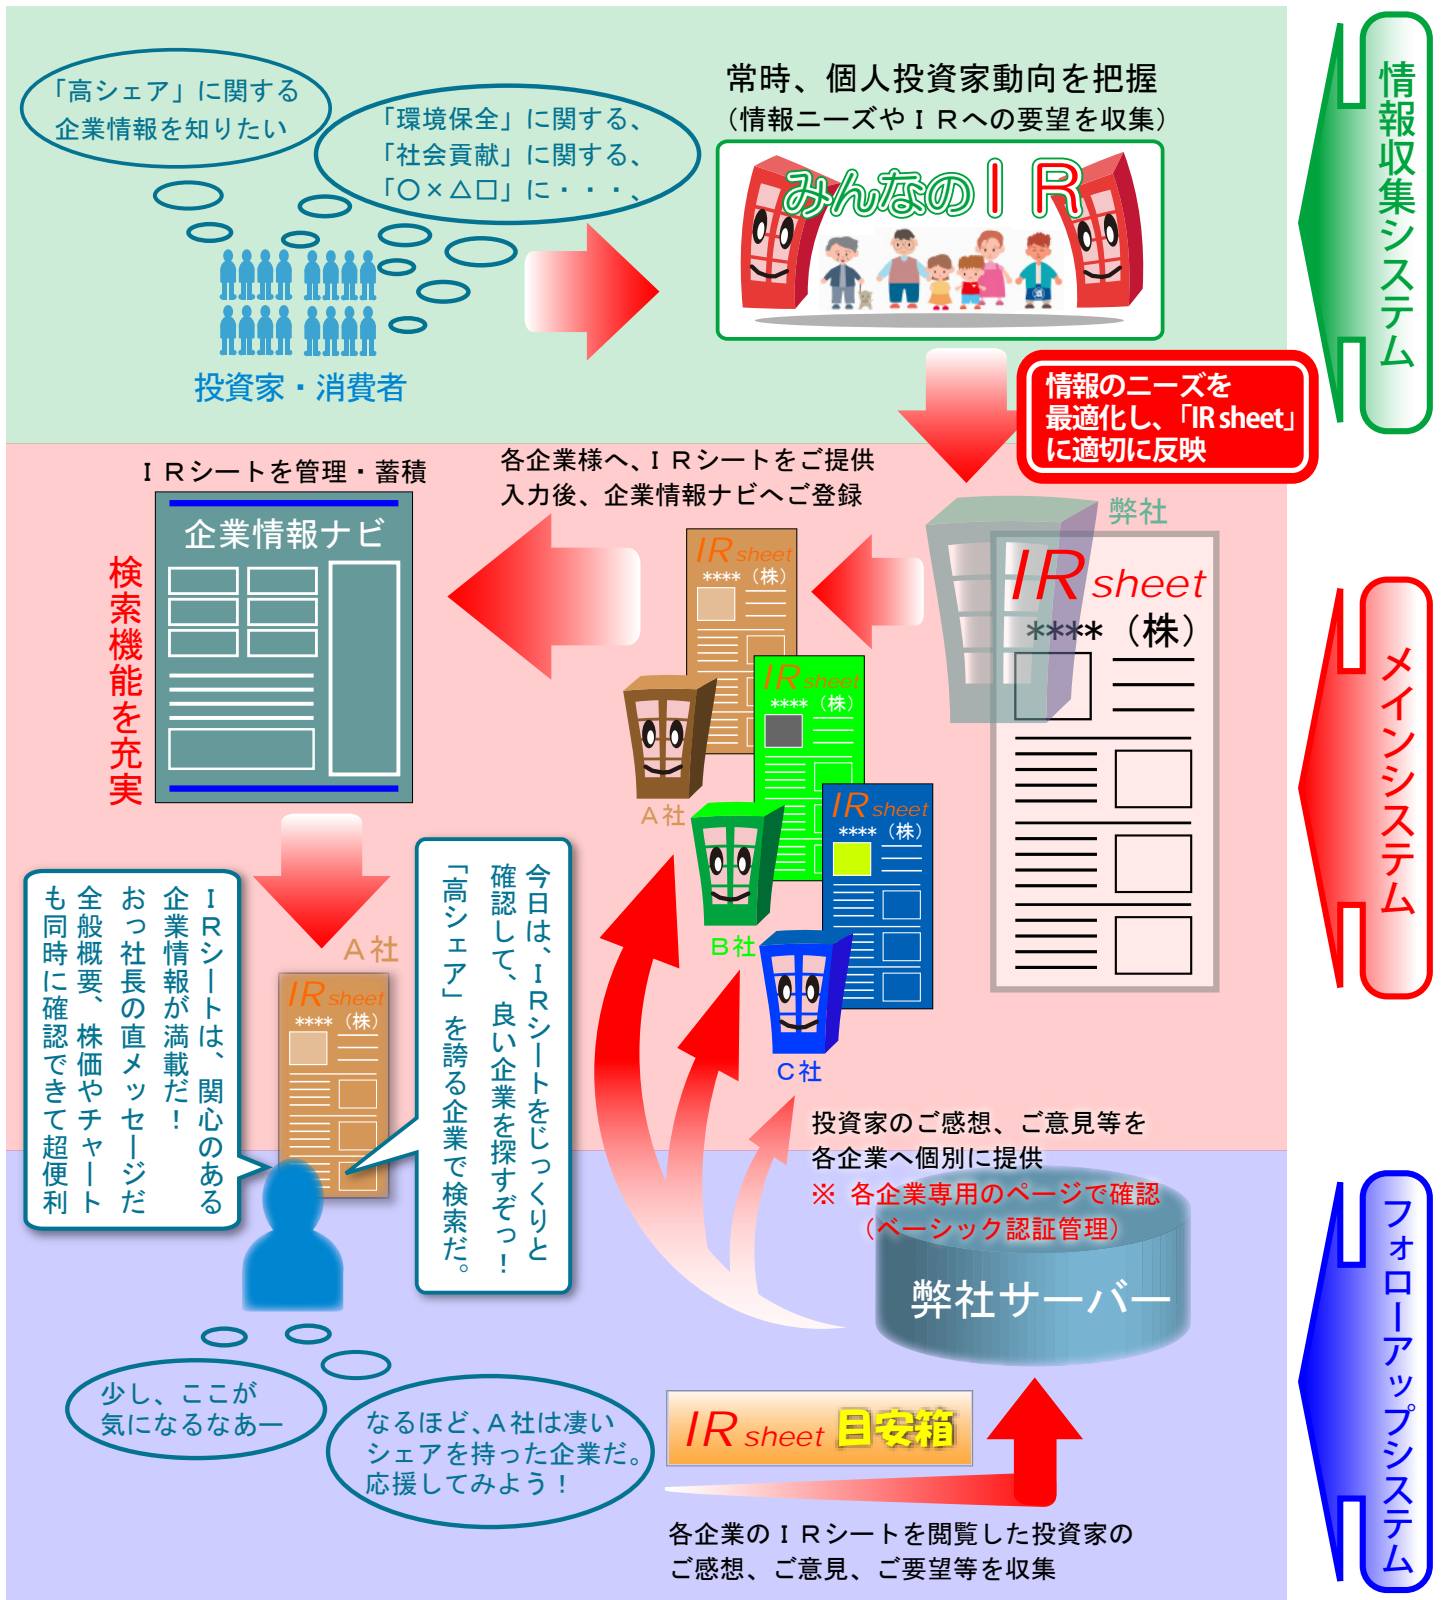 「高シェア」に関する
企業情報を知りたい
「環境保全」に関する、
「社会貢献」に関する、
「〇×△□」に・・・、
投資家・消費者
常時、個人投資家動向を把握
(情報ニーズやＩＲへの要望を収集)
みんなのＩＲ
情報収集システム
情報のニーズを
最適化し、「IR sheet」
に適切に反映
ＩＲシートを管理・蓄積
企業情報ナビ
検索機能を充実
各企業様へ、ＩＲシートをご提供
入力後、企業情報ナビへご登録
弊社
IR sheet
****（株）
IR sheet
****（株）
A社
IR sheet
****（株）
B社
IR sheet
****（株）
C社
メインシステム
A社
IR sheet
****（株）
今日は、ＩＲシートをじっくりと
確認して、良い企業を探すぞっ！
「高シェア」を誇る企業で検索だ。
ＩＲシートは、関心のある
企業情報が満載だ！
おっ社長の直メッセージだ
全般概要、株価やチャート
も同時に確認できて超便利
投資家のご感想、ご意見等を
各企業へ個別に提供
※ 各企業専用のページで確認
（ベーシック認証管理）
弊社サーバー
フォローアップシステム
少し、ここが
気になるなあー
なるほど、Ａ社は凄い
シェアを持った企業だ。
応援してみよう！
IR sheet 目安箱
各企業のＩＲシートを閲覧した投資家の
ご感想、ご意見、ご要望等を収集